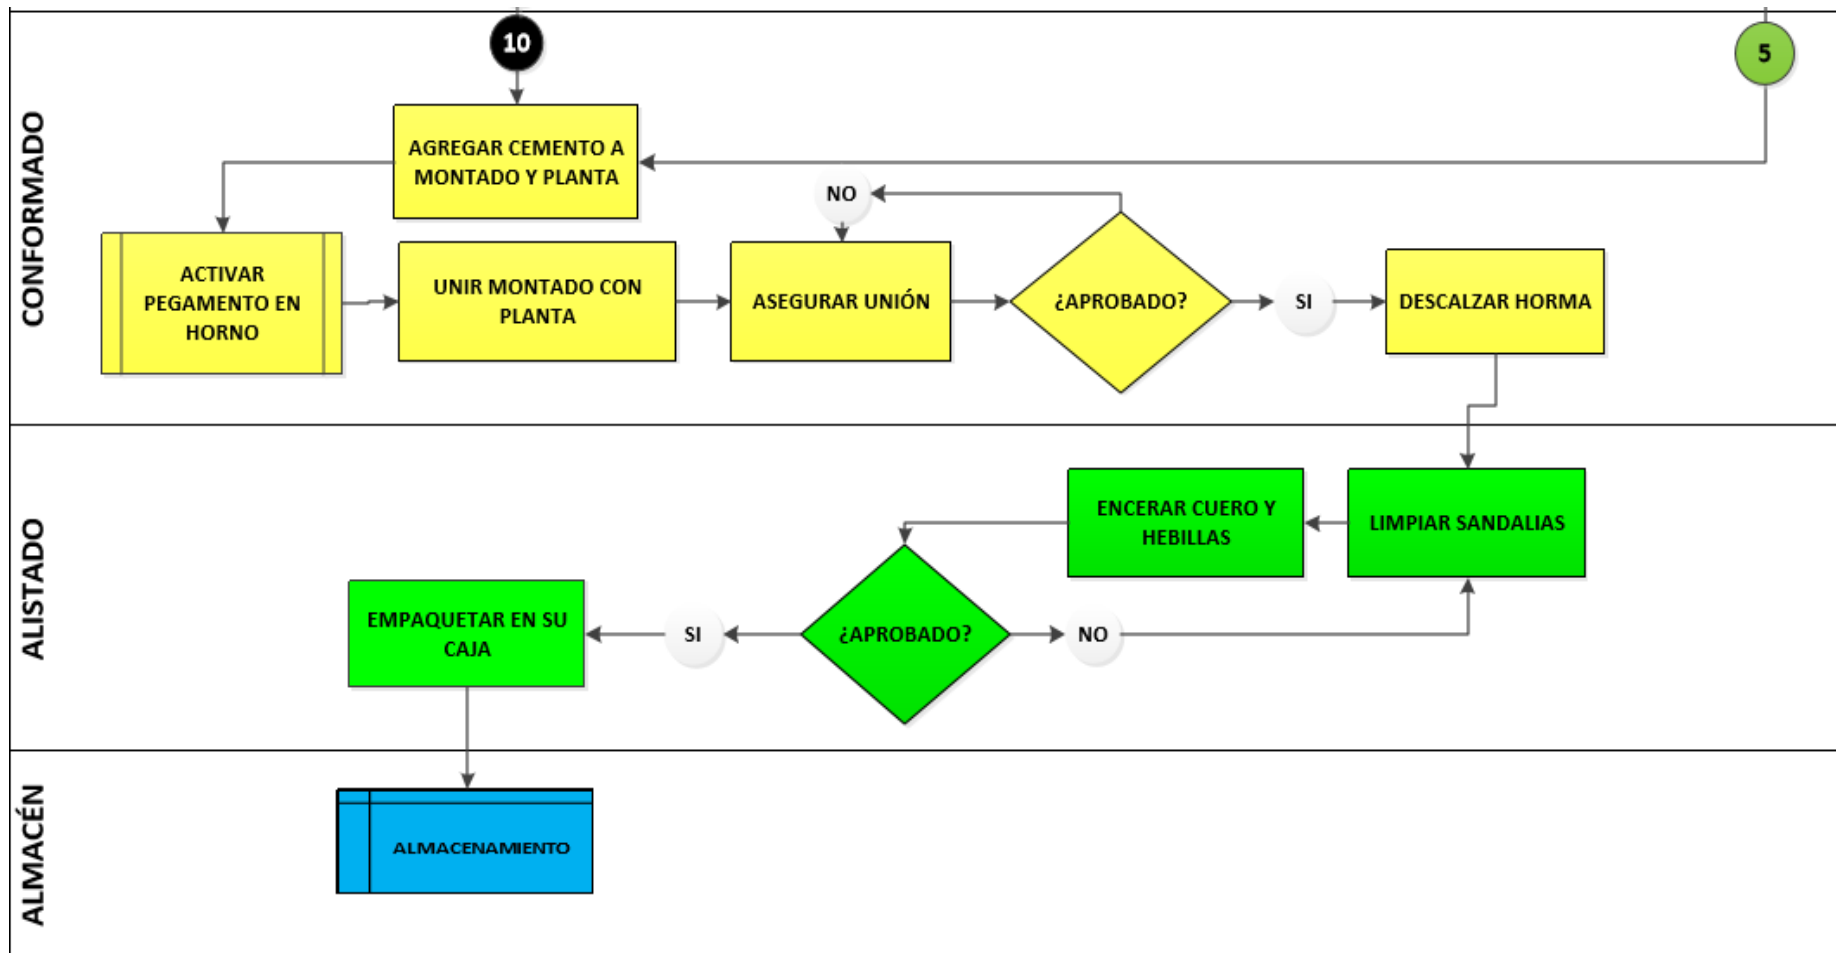 10
5
CONFORMADO
AGREGAR CEMENTO A
MONTADO Y PLANTA
NO
ACTIVAR
PEGAMENTO EN
HORNO
UNIR MONTADO CON
PLANTA
ASEGURAR UNIÓN
¿APROBADO?
SI
DESCALZAR HORMA
ALISTADO
ENCERAR CUERO Y
HEBILLAS
LIMPIAR SANDALIAS
EMPAQUETAR EN SU
CAJA
SI
¿APROBADO?
NO
ALMACÉN
ALMACENAMIENTO